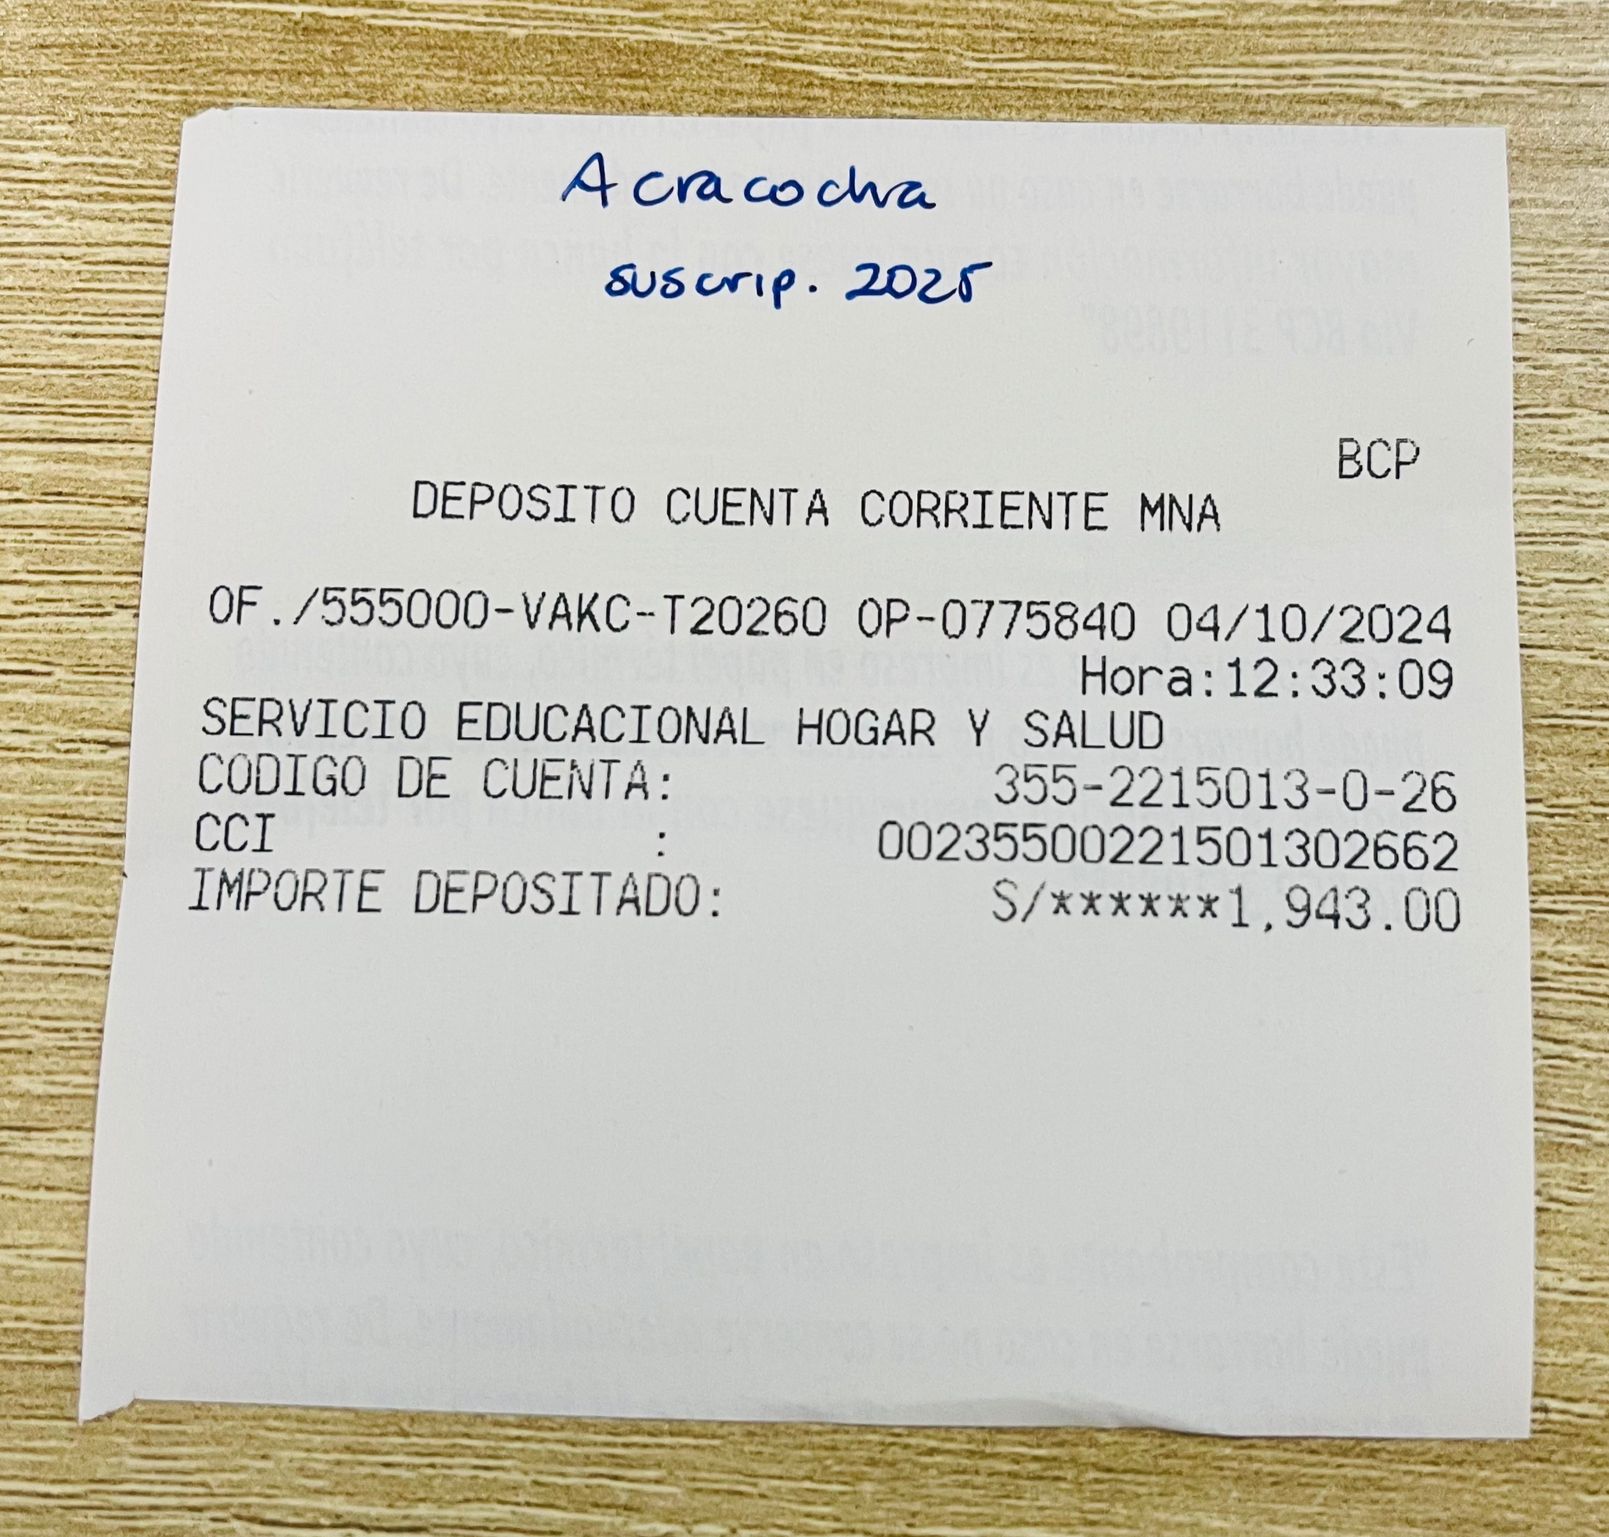 Acracocha
suscrip. 2025
BCP
DEPOSITO CUENTA CORRIENTE MNA
OF./555000-VAKC-T20260 OP-0775840 04/10/2024
Hora:12:33:09
SERVICIO EDUCACIONAL HOGAR Y SALUD
CODIGO DE CUENTA: 355-2215013-0-26
CCI : 00235500221501302662
IMPORTE DEPOSITADO: S/******1,943.00